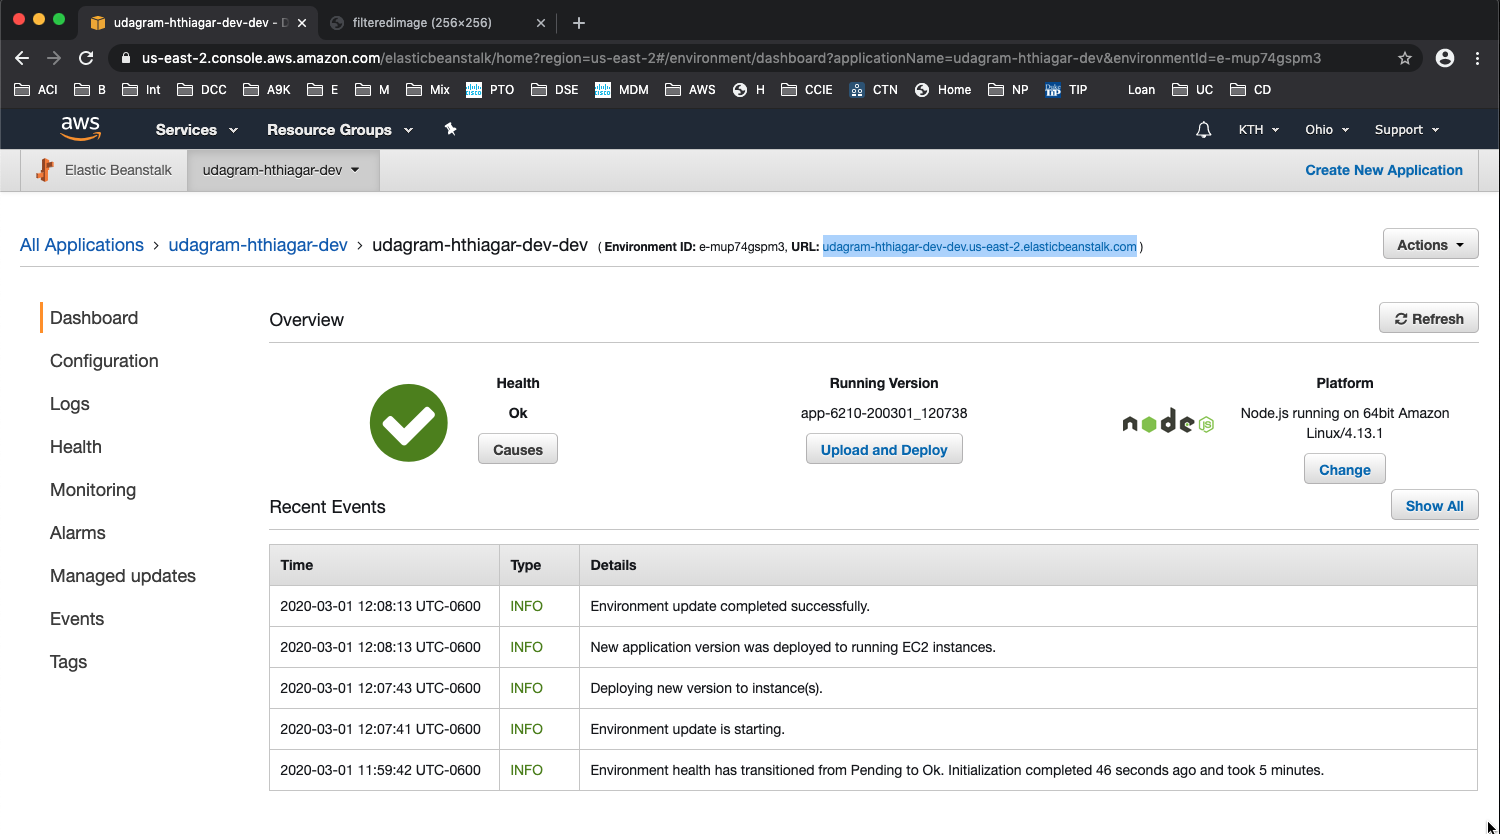 udagram-hthiagar-dev-dev - D
filteredimage (256×256)
us-east-2.console.aws.amazon.com/elasticbeanstalk/home?region=us-east-2#/environment/dashboard?applicationName=udagram-hthiagar-dev&environmentId=e-mup74gspm3
ACI B Int DCC A9K E M Mix PTO DSE MDM AWS H CCIE CTN Home NP TIP Loan UC CD
aws Services Resource Groups KTH Ohio Support
Elastic Beanstalk udagram-hthiagar-dev Create New Application
All Applications › udagram-hthiagar-dev › udagram-hthiagar-dev-dev ( Environment ID: e-mup74gspm3, URL: udagram-hthiagar-dev-dev.us-east-2.elasticbeanstalk.com ) Actions
Dashboard
Configuration
Logs
Health
Monitoring
Alarms
Managed updates
Events
Tags
Overview Refresh
Health
Ok
Causes
Running Version
app-6210-200301_120738
Upload and Deploy
node JS
Platform
Node.js running on 64bit Amazon
Linux/4.13.1
Change
Recent Events Show All
Time Type Details
2020-03-01 12:08:13 UTC-0600 INFO Environment update completed successfully.
2020-03-01 12:08:13 UTC-0600 INFO New application version was deployed to running EC2 instances.
2020-03-01 12:07:43 UTC-0600 INFO Deploying new version to instance(s).
2020-03-01 12:07:41 UTC-0600 INFO Environment update is starting.
2020-03-01 11:59:42 UTC-0600 INFO Environment health has transitioned from Pending to Ok. Initialization completed 46 seconds ago and took 5 minutes.